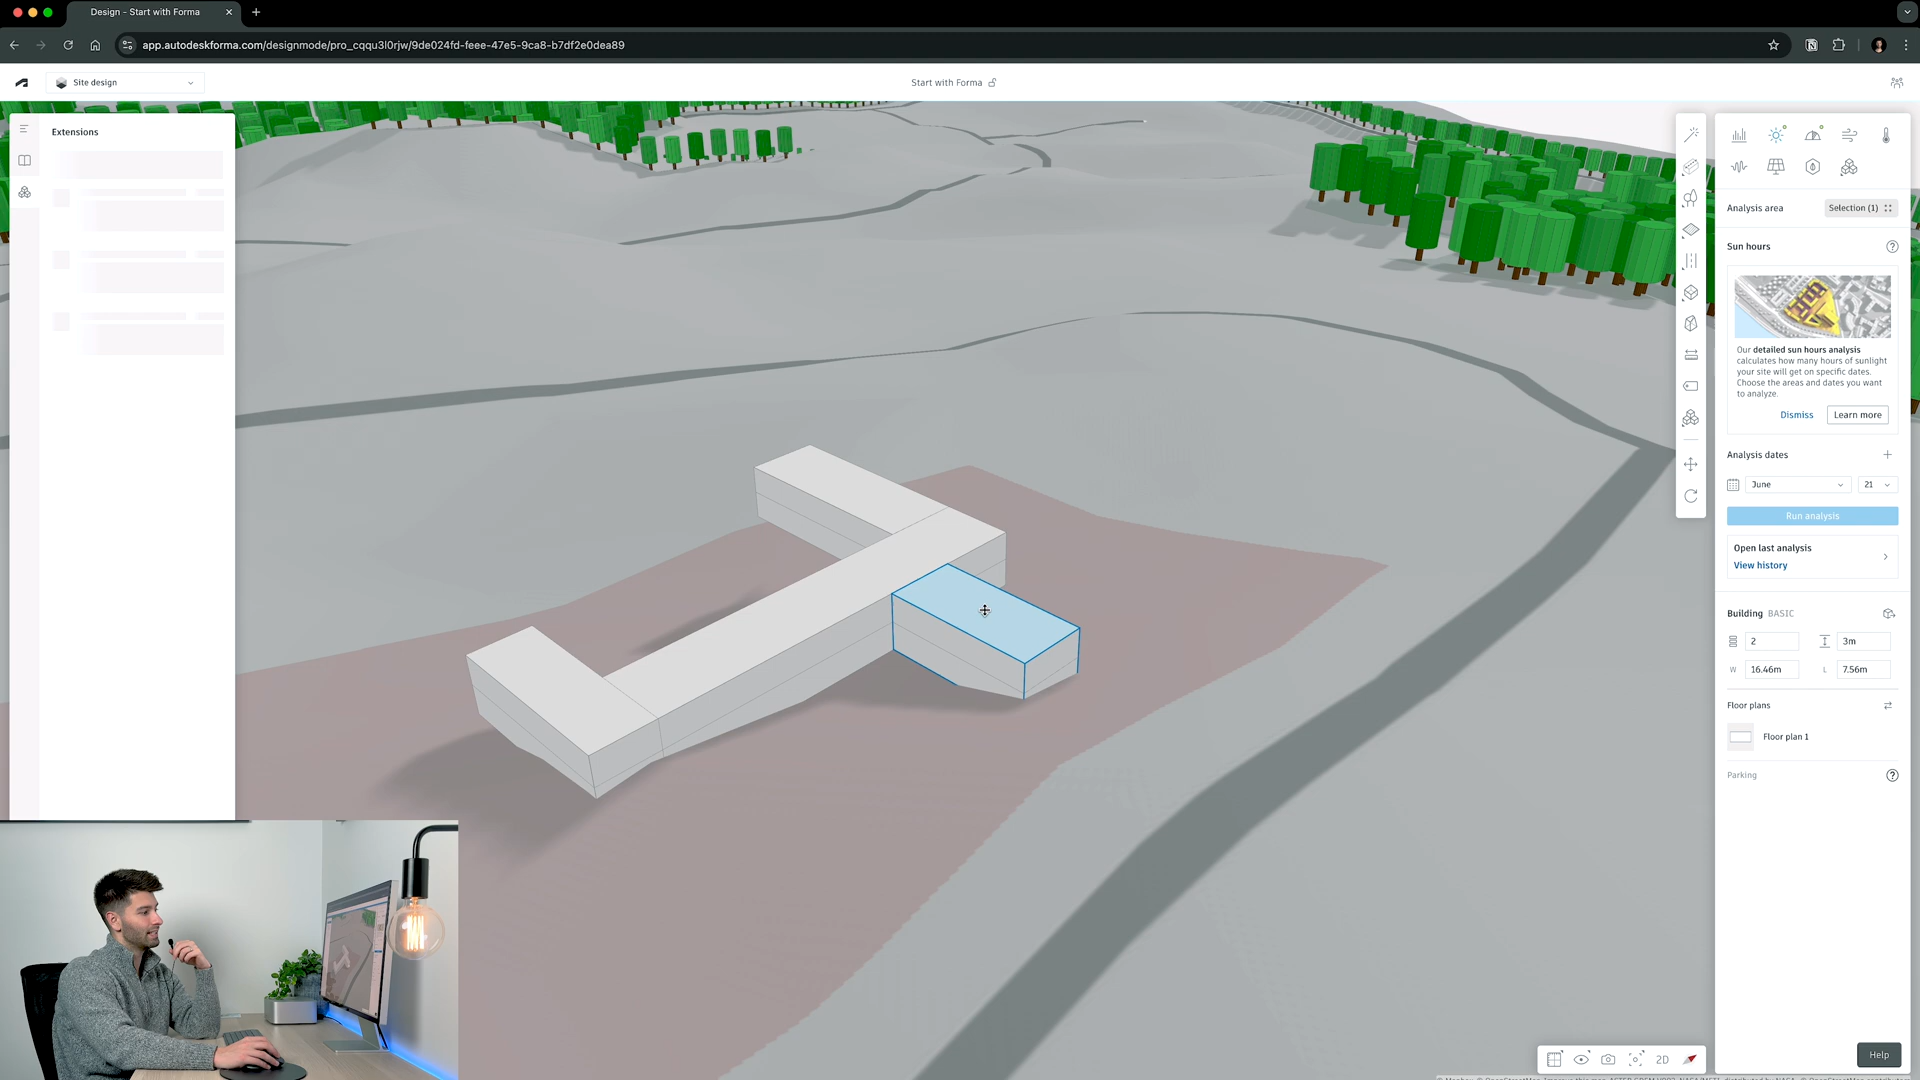 Design - Start with Forma
app.autodeskforma.com/designmode/pro_cqqu3l0rjw/9de024fd-feee-47e5-9ca8-b7df2e0dea89
Site design
Start with Forma
Extensions
Analysis area
Selection (1)
Sun hours
Our detailed sun hours analysis
calculates how many hours of sunlight
your site will get on specific dates.
Choose the areas and dates you want
to analyze.
Dismiss
Learn more
Analysis dates
June
21
Run analysis
Open last analysis
View history
Building BASIC
2
3m
W 16.46m
L 7.56m
Floor plans
Floor plan 1
Parking
2D
Help